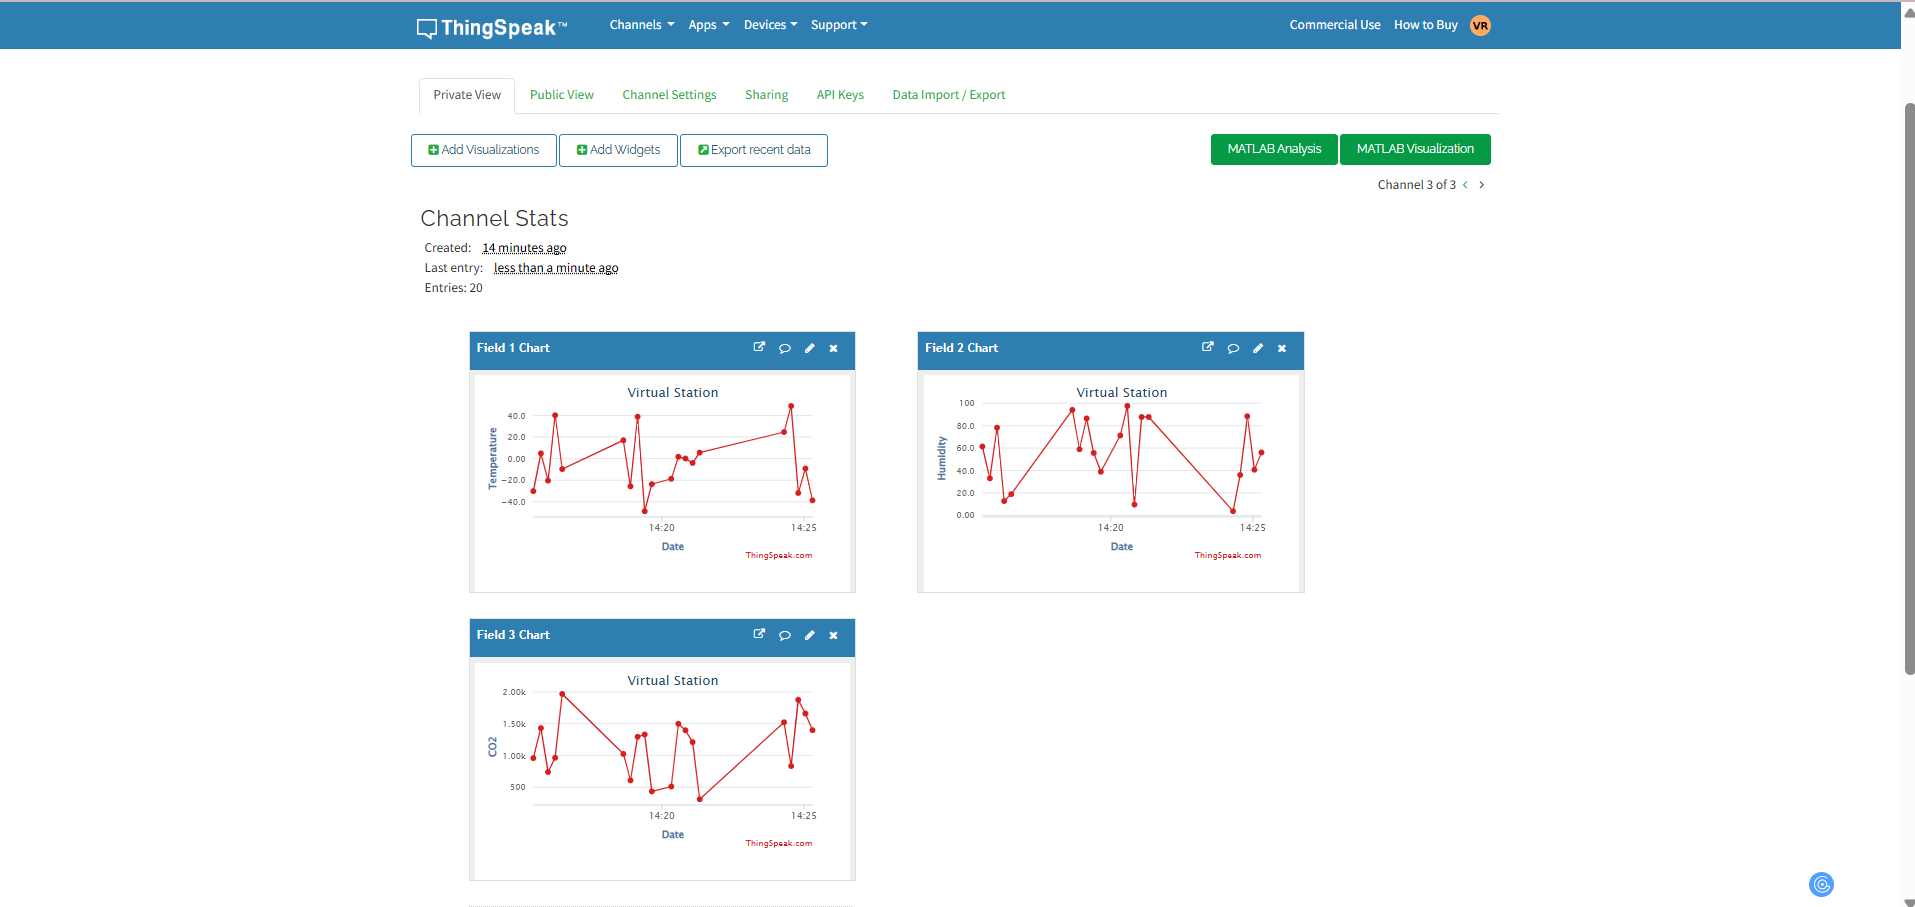 ThingSpeak™ Channels Apps Devices Support Commercial Use How to Buy VR
Private View Public View Channel Settings Sharing API Keys Data Import / Export
Add Visualizations Add Widgets Export recent data MATLAB Analysis MATLAB Visualization
Channel 3 of 3 < >
Channel Stats
Created: 14 minutes ago
Last entry: less than a minute ago
Entries: 20
Field 1 Chart
Virtual Station
Temperature
40.0
20.0
0.00
−20.0
−40.0
14:20 14:25
Date
ThingSpeak.com
Field 2 Chart
Virtual Station
Humidity
100
80.0
60.0
40.0
20.0
0.00
14:20 14:25
Date
ThingSpeak.com
Field 3 Chart
Virtual Station
CO2
2.00k
1.50k
1.00k
500
14:20 14:25
Date
ThingSpeak.com